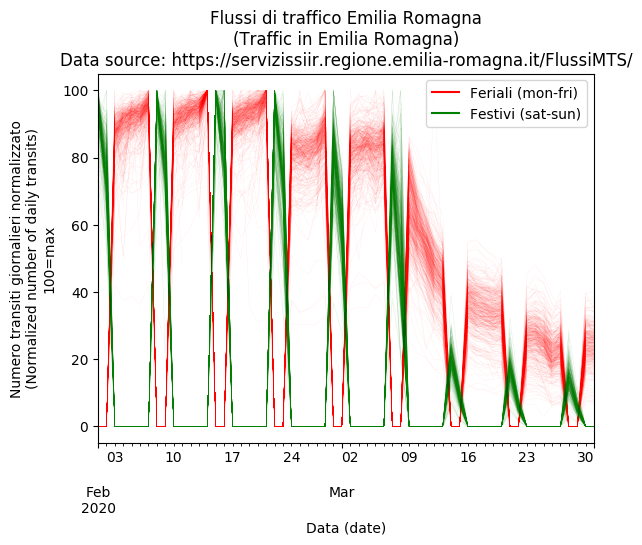 Flussi di traffico Emilia Romagna
(Traffic in Emilia Romagna)
Data source: https://servizissiir.regione.emilia-romagna.it/FlussiMTS/
Numero transiti giornalieri normalizzato
(Normalized number of daily transits)
100=max
100
80
60
40
20
0
Feriali (mon-fri)
Festivi (sat-sun)
03 10 17 24 02 09 16 23 30
Feb Mar
2020
Data (date)